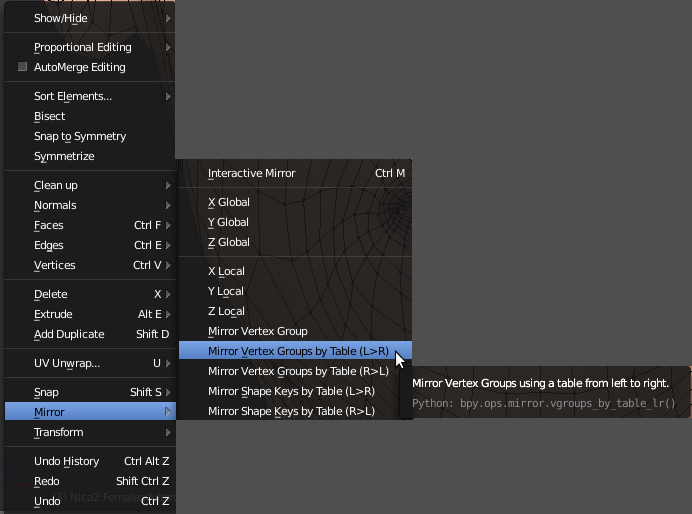 Show/Hide
Proportional Editing
AutoMerge Editing
Sort Elements...
Bisect
Snap to Symmetry
Symmetrize
Clean up
Normals
Faces Ctrl F
Edges Ctrl E
Vertices Ctrl V
Delete X
Extrude Alt E
Add Duplicate Shift D
UV Unwrap... U
Snap Shift S
Mirror
Transform
Undo History Ctrl Alt Z
Redo Shift Ctrl Z
Undo Ctrl Z
Interactive Mirror Ctrl M
X Global
Y Global
Z Global
X Local
Y Local
Z Local
Mirror Vertex Group
Mirror Vertex Groups by Table (L>R)
Mirror Vertex Groups by Table (R>L)
Mirror Shape Keys by Table (L>R)
Mirror Shape Keys by Table (R>L)
Mirror Vertex Groups using a table from left to right.
Python: bpy.ops.mirror.vgroups_by_table_lr()